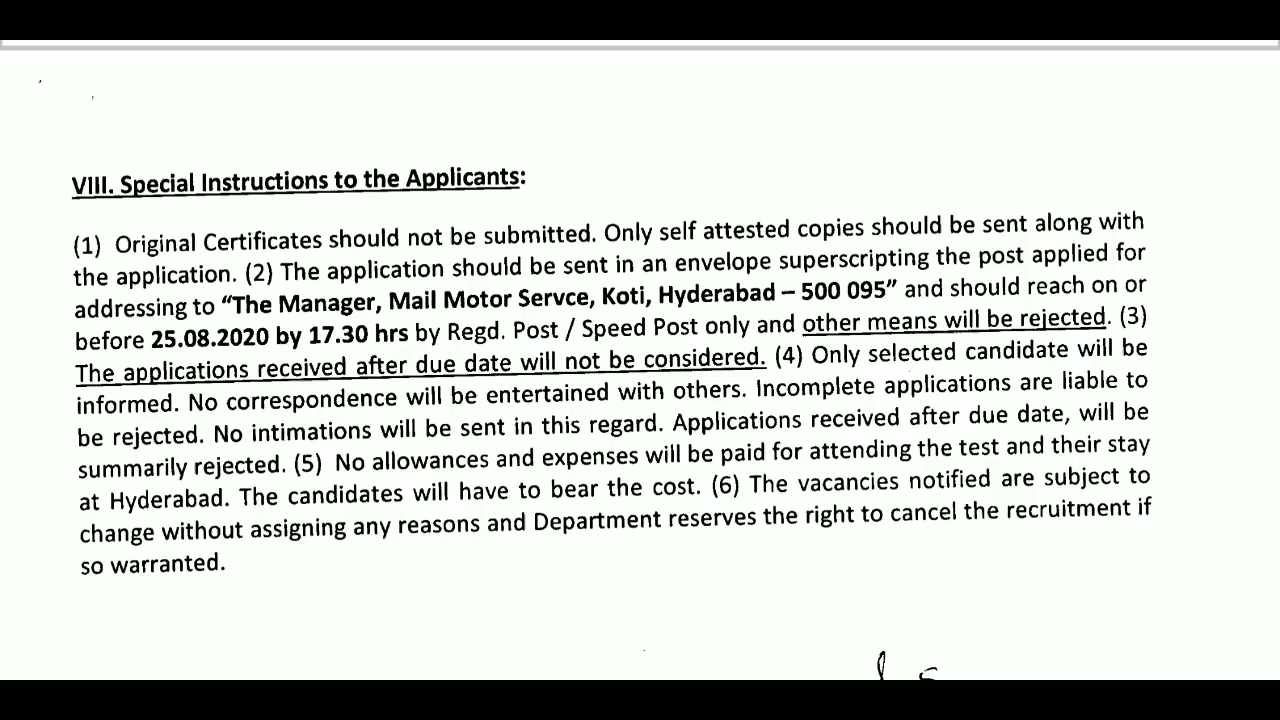 VIII. Special Instructions to the Applicants:
(1) Original Certificates should not be submitted. Only self attested copies should be sent along with
the application. (2) The application should be sent in an envelope superscripting the post applied for
addressing to “The Manager, Mail Motor Servce, Koti, Hyderabad – 500 095” and should reach on or
before 25.08.2020 by 17.30 hrs by Regd. Post / Speed Post only and other means will be rejected. (3)
The applications received after due date will not be considered. (4) Only selected candidate will be
informed. No correspondence will be entertained with others. Incomplete applications are liable to
be rejected. No intimations will be sent in this regard. Applications received after due date, will be
summarily rejected. (5) No allowances and expenses will be paid for attending the test and their stay
at Hyderabad. The candidates will have to bear the cost. (6) The vacancies notified are subject to
change without assigning any reasons and Department reserves the right to cancel the recruitment if
so warranted.